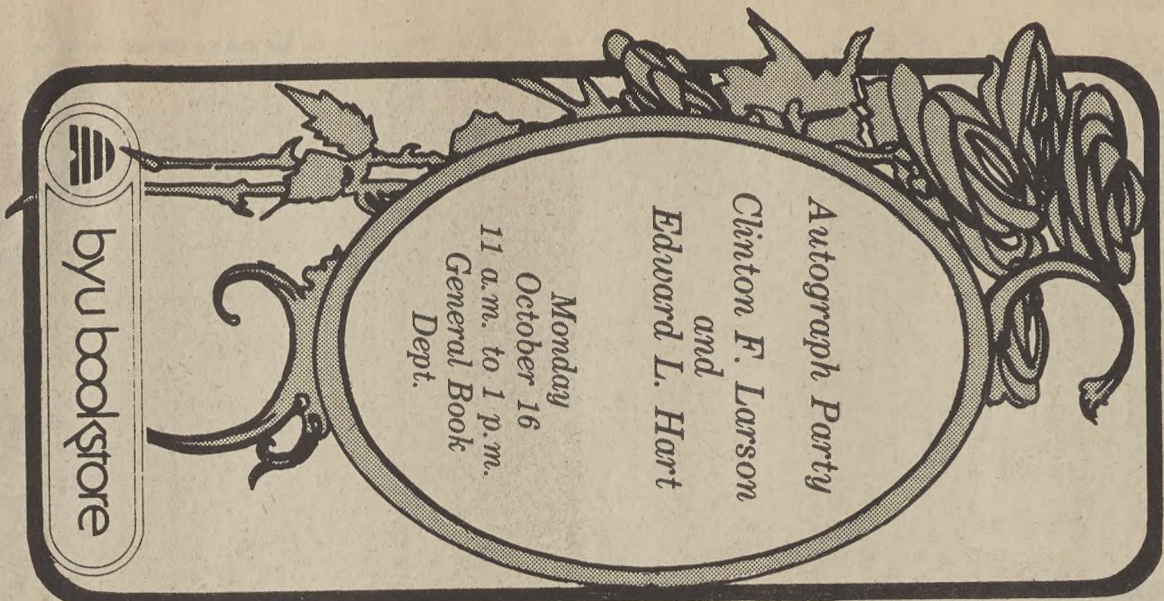 Autograph Party
Clinton F. Larson
and
Edward L. Hart
Monday
October 16
11 a.m. to 1 p.m.
General Book
Dept.
byu bookstore